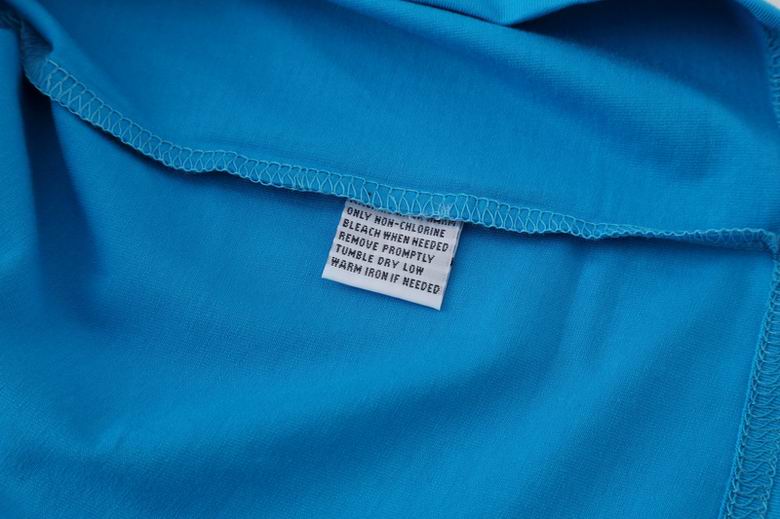 ONLY NON-CHLORINE
BLEACH WHEN NEEDED
REMOVE PROMPTLY
TUMBLE DRY LOW
WARM IRON IF NEEDED